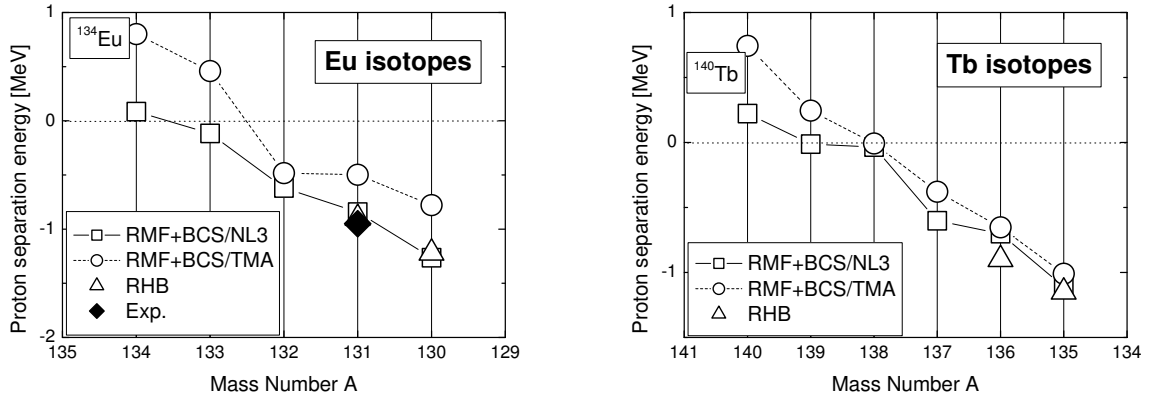 ¹³⁴Eu
Eu isotopes
Proton separation energy [MeV]
1
0
-1
-2
RMF+BCS/NL3
RMF+BCS/TMA
RHB
Exp.
135 134 133 132 131 130 129
Mass Number A
¹⁴⁰Tb
Tb isotopes
Proton separation energy [MeV]
1
0
-1
RMF+BCS/NL3
RMF+BCS/TMA
RHB
141 140 139 138 137 136 135 134
Mass Number A